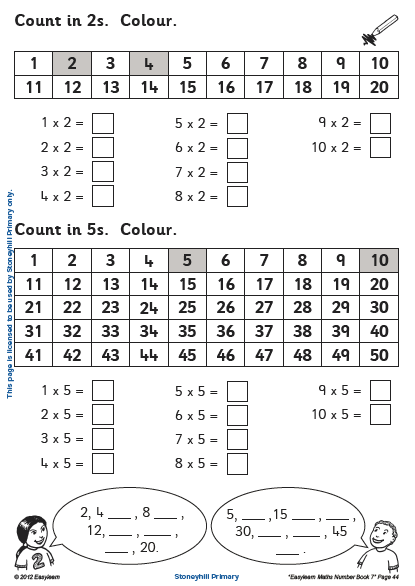 Count in 2s. Colour.
1 2 3 4 5 6 7 8 9 10
11 12 13 14 15 16 17 18 19 20
1 x 2 =
2 x 2 =
3 x 2 =
4 x 2 =
5 x 2 =
6 x 2 =
7 x 2 =
8 x 2 =
9 x 2 =
10 x 2 =
Count in 5s. Colour.
1 2 3 4 5 6 7 8 9 10
11 12 13 14 15 16 17 18 19 20
21 22 23 24 25 26 27 28 29 30
31 32 33 34 35 36 37 38 39 40
41 42 43 44 45 46 47 48 49 50
1 x 5 =
2 x 5 =
3 x 5 =
4 x 5 =
5 x 5 =
6 x 5 =
7 x 5 =
8 x 5 =
9 x 5 =
10 x 5 =
2, 4 ___ , 8 ___ ,
12, ___ , ___ ,
___ , 20.
5, ___ ,15 ___ , ___ ,
30, ___ , ___ , 45
___ .
2
This page is licensed to be used by Stoneyhill Primary only.
© 2012 Easylearn
Stoneyhill Primary
"Easylearn Maths Number Book 7" Page 44